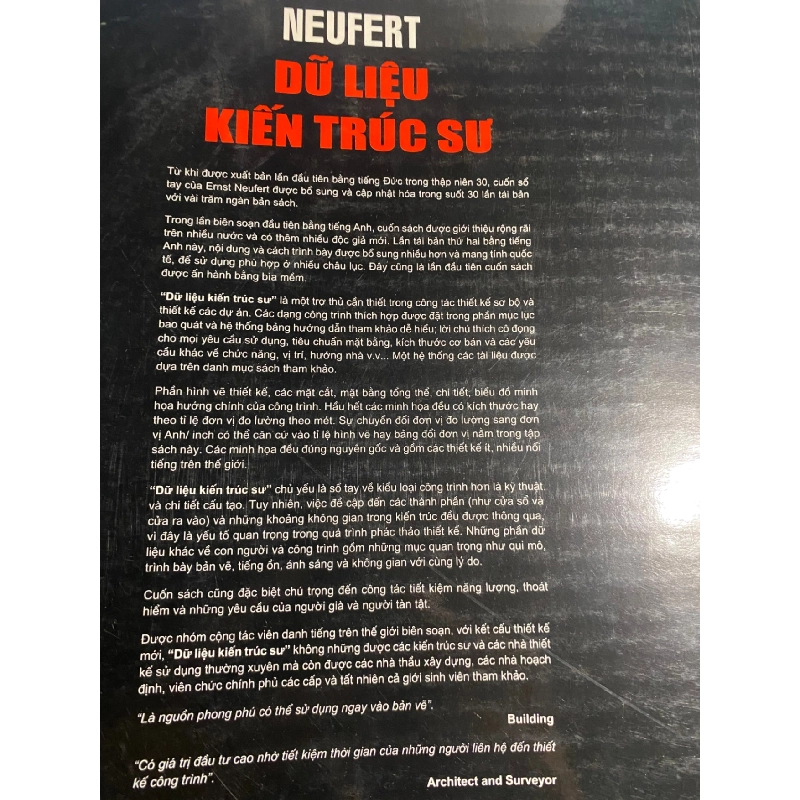 NEUFERT
DỮ LIỆU
KIẾN TRÚC SƯ
Từ khi được xuất bản lần đầu tiên bằng tiếng Đức trong thập niên 30, cuốn sổ
tay của Ernst Neufert được bổ sung và cập nhật hóa trong suốt 30 lần tái bản
với vài trăm ngàn bản sách.
Trong lần biên soạn đầu tiên bằng tiếng Anh, cuốn sách được giới thiệu rộng rãi
trên nhiều nước và có thêm nhiều độc giả mới. Lần tái bản thứ hai bằng tiếng
Anh này, nội dung và cách trình bày được bổ sung nhiều hơn và mang tính quốc
tế, để sử dụng phù hợp ở nhiều châu lục. Đây cũng là lần đầu tiên cuốn sách
được ấn hành bằng bìa mềm.
"Dữ liệu kiến trúc sư" là một trợ thủ cần thiết trong công tác thiết kế sơ bộ và
thiết kế các dự án. Các dạng công trình thích hợp được đặt trong phần mục lục
bao quát và hệ thống bảng hướng dẫn tham khảo dễ hiểu; lời chú thích cô đọng
cho mọi yêu cầu sử dụng, tiêu chuẩn mặt bằng, kích thước cơ bản và các yêu
cầu khác về chức năng, vị trí, hướng nhà v.v... Một hệ thống các tài liệu được
dựa trên danh mục sách tham khảo.
Phần hình vẽ thiết kế, các mặt cắt, mặt bằng tổng thể, chi tiết, biểu đồ minh
họa hướng chính của công trình. Hầu hết các minh họa đều có kích thước hay
theo tỉ lệ đơn vị đo lường theo mét. Sự chuyển đổi đơn vị đo lường sang đơn
vị Anh/ inch có thể căn cứ vào tỉ lệ hình vẽ hay bảng đổi đơn vị nằm trong tập
sách này. Các minh họa đều đúng nguyên gốc và gồm các thiết kế ít, nhiều nổi
tiếng trên thế giới.
"Dữ liệu kiến trúc sư" chủ yếu là sổ tay về kiểu loại công trình hơn là kỹ thuật
và chi tiết cấu tạo. Tuy nhiên, việc đề cập đến các thành phần (như cửa sổ và
cửa ra vào) và những khoảng không gian trong kiến trúc đều được thông qua,
vì đây là yếu tố quan trọng trong quá trình phác thảo thiết kế. Những phần dữ
liệu khác về con người và công trình gồm những mục quan trọng như qui mô,
trình bày bản vẽ, tiếng ồn, ánh sáng và không gian với cùng lý do.
Cuốn sách cũng đặc biệt chú trọng đến công tác tiết kiệm năng lượng, thoát
hiểm và những yêu cầu của người già và người tàn tật.
Được nhóm cộng tác viên danh tiếng trên thế giới biên soạn, với kết cấu thiết kế
mới, "Dữ liệu kiến trúc sư" không những được các kiến trúc sư và các nhà thiết
kế sử dụng thường xuyên mà còn được các nhà thầu xây dựng, các nhà hoạch
định, viên chức chính phủ các cấp và tất nhiên cả giới sinh viên tham khảo.
"Là nguồn phong phú có thể sử dụng ngay vào bản vẽ".
Building
"Có giá trị đầu tư cao nhờ tiết kiệm thời gian của những người liên hệ đến thiết
kế công trình".
Architect and Surveyor